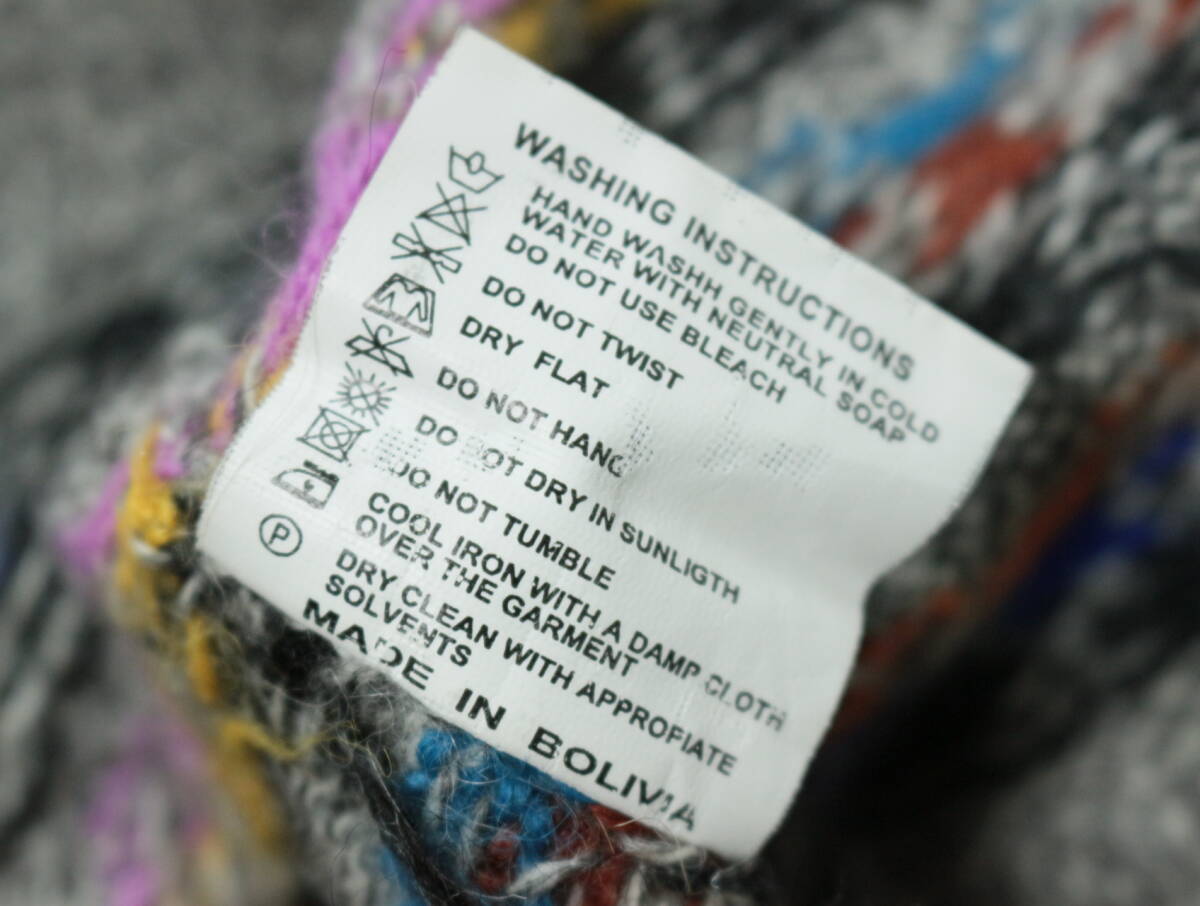 WASHING INSTRUCTIONS
HAND WASHH GENTLY IN COLD
WATER WITH NEUTRAL SOAP
DO NOT USE BLEACH
DO NOT TWIST
DRY FLAT
DO NOT HANG
DO NOT DRY IN SUNLIGTH
DO NOT TUMBLE
COOL IRON WITH A DAMP CLOTH
OVER THE GARMENT
P
DRY CLEAN WITH APPROFIATE
SOLVENTS
MADE IN BOLIVIA